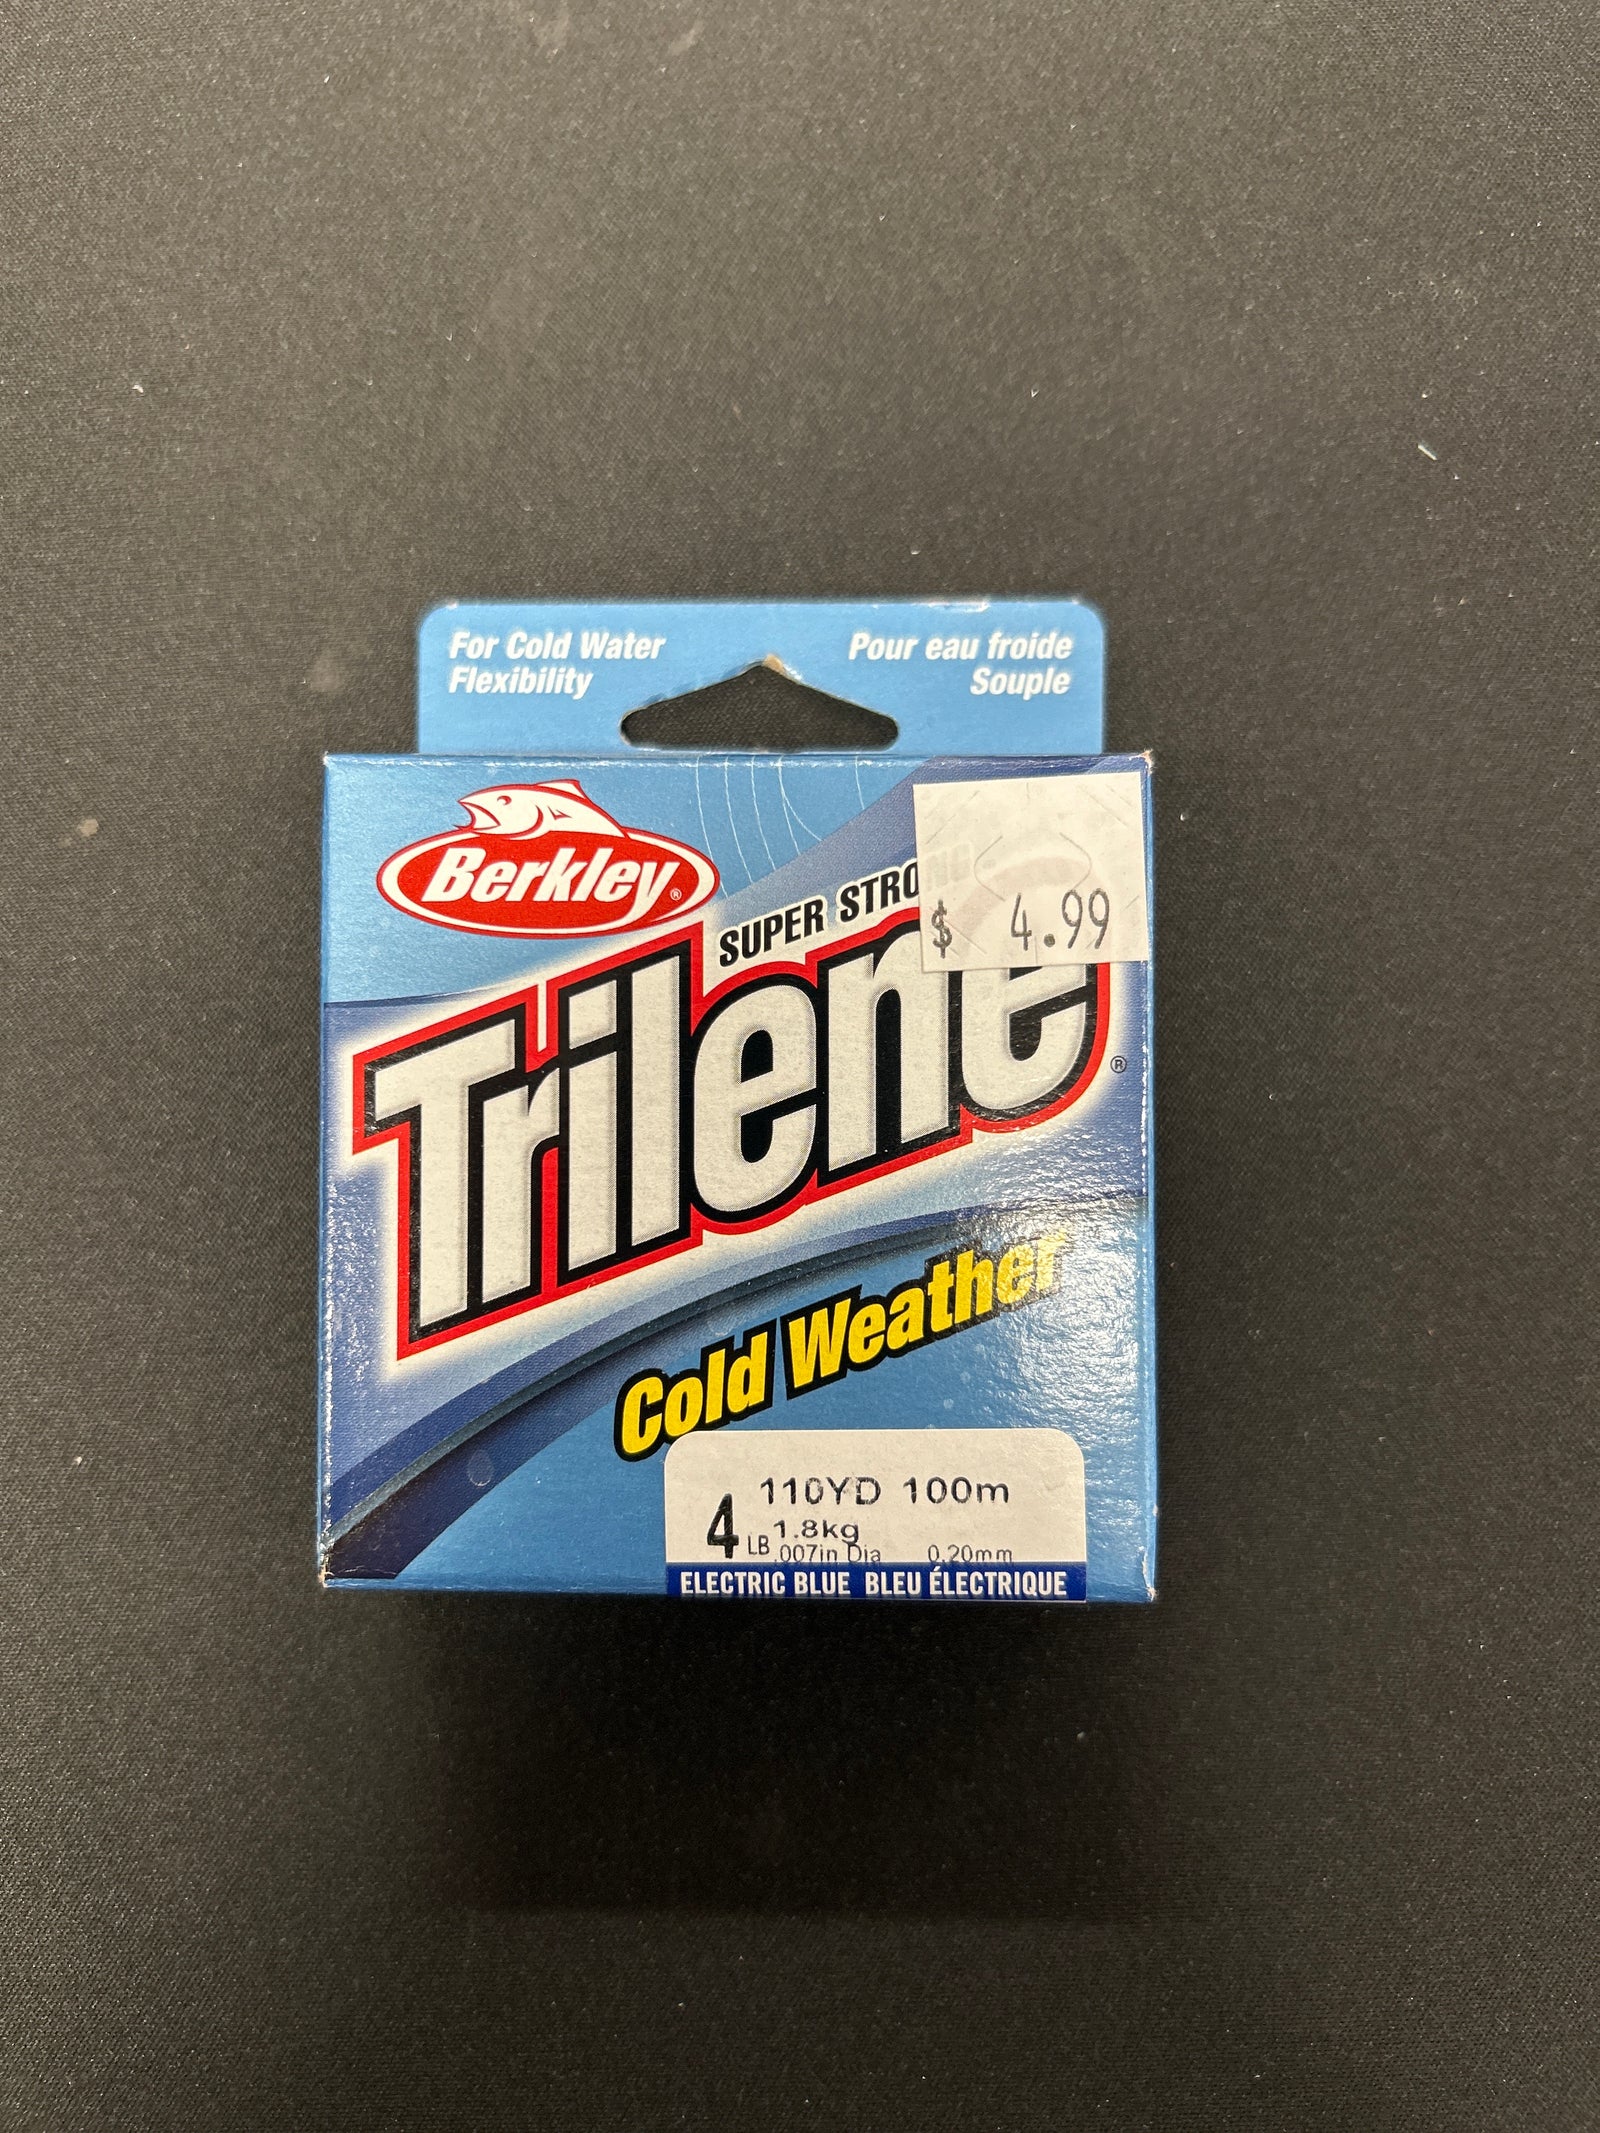 For Cold Water
Flexibility
Pour eau froide
Souple
Berkley®
SUPER STRONG
$ 4.99
Trilene®
Cold Weather
110YD 100m
4 LB 1.8kg
.007in Dia 0.20mm
ELECTRIC BLUE BLEU ÉLECTRIQUE